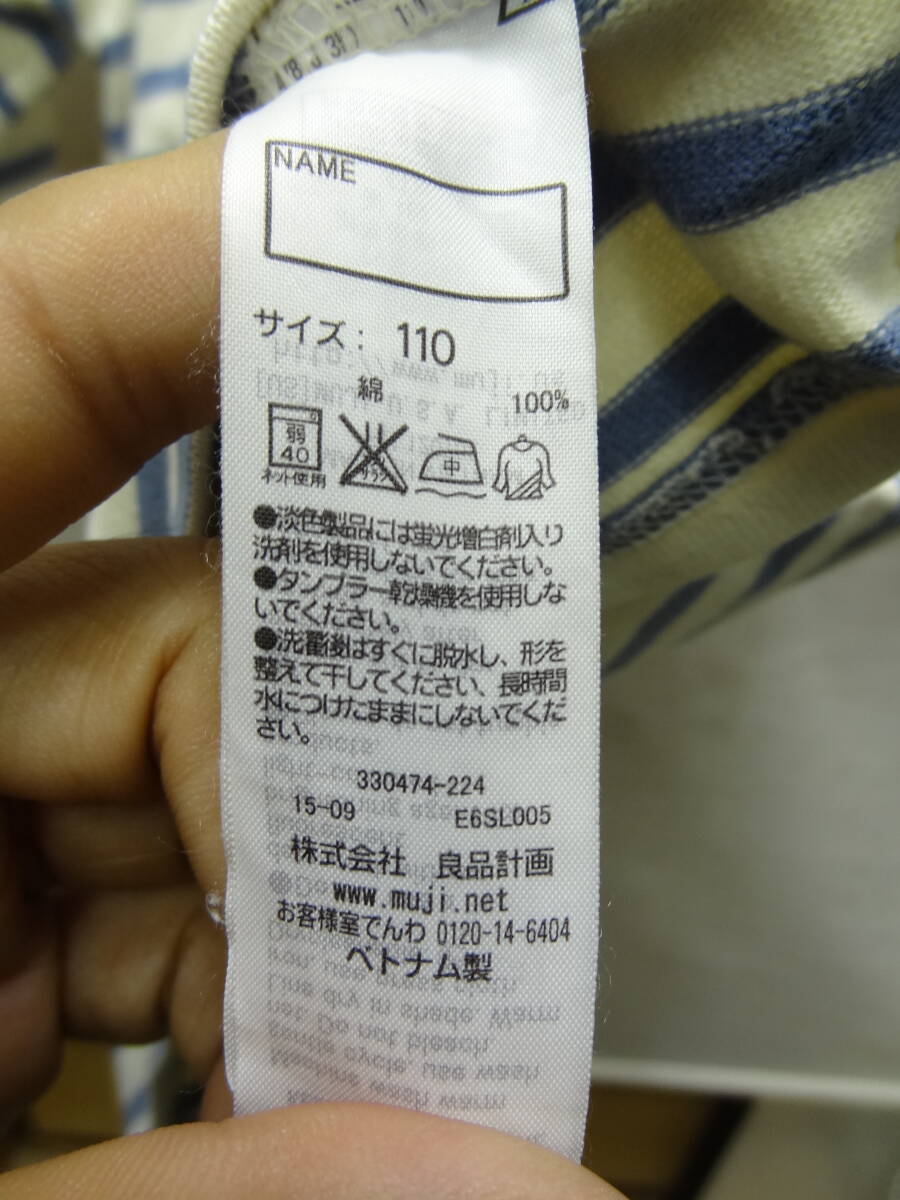 NAME
サイズ: 110
綿 100%
弱
40
ネット使用
中
●淡色製品には蛍光増白剤入り
洗剤を使用しないでください。
●タンブラー乾燥機を使用しな
いでください。
●洗濯後はすぐに脱水し、形を
整えて干してください、長時間
水につけたままにしないでくだ
さい。
330474-224
15-09 E6SL005
株式会社 良品計画
www.muji.net
お客様室でんわ 0120-14-6404
ベトナム製